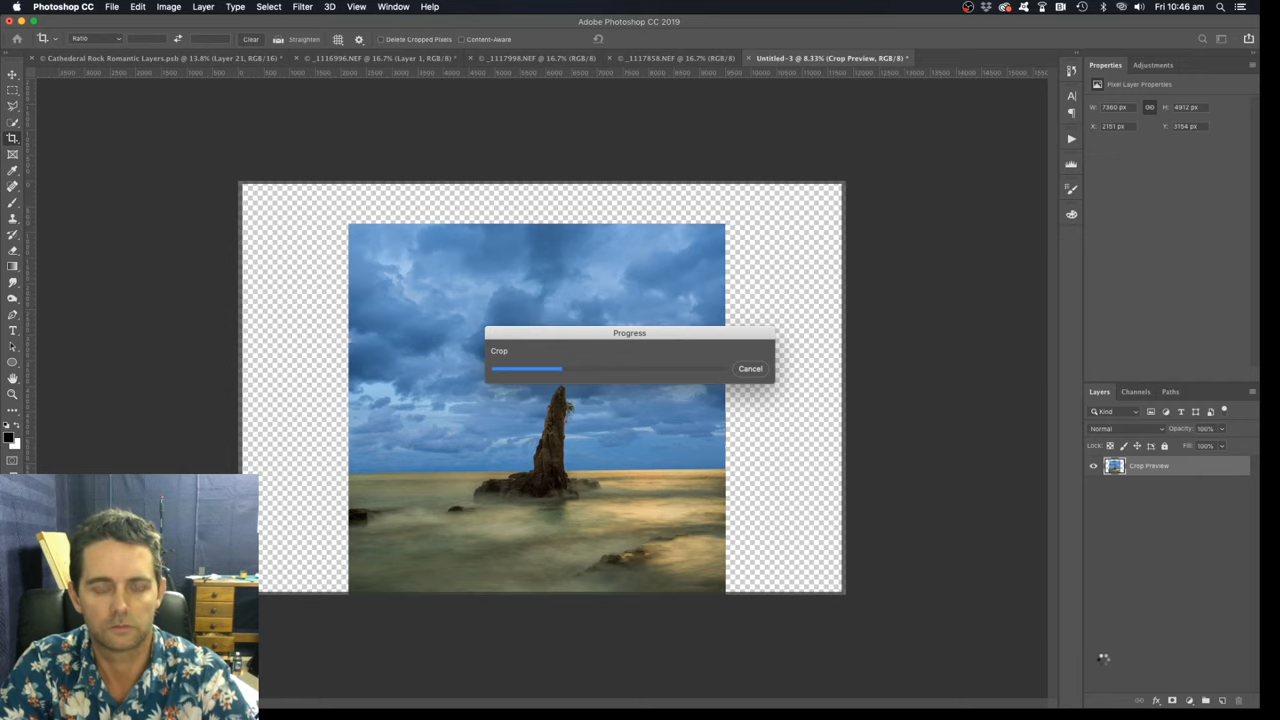 Photoshop CC File Edit Image Layer Type Select Filter 3D View Window Help Fri 10:46 am
Adobe Photoshop CC 2019
Ratio Clear Straighten Delete Cropped Pixels Content-Aware
© Cathederal Rock Romantic Layers.psb @ 13.8% (Layer 21, RGB/16) * © _1116996.NEF @ 16.7% (Layer 1, RGB/8) * © _1117998.NEF @ 16.7% (RGB/8) © _1117858.NEF @ 16.7% (RGB/8) Untitled-3 @ 8.33% (Crop Preview, RGB/8) *
Properties Adjustments
Pixel Layer Properties
W: 7360 px H: 4912 px
X: 2151 px Y: 3154 px
Progress
Crop
Cancel
Layers Channels Paths
Kind
Normal Opacity: 100%
Lock: Fill: 100%
Crop Preview